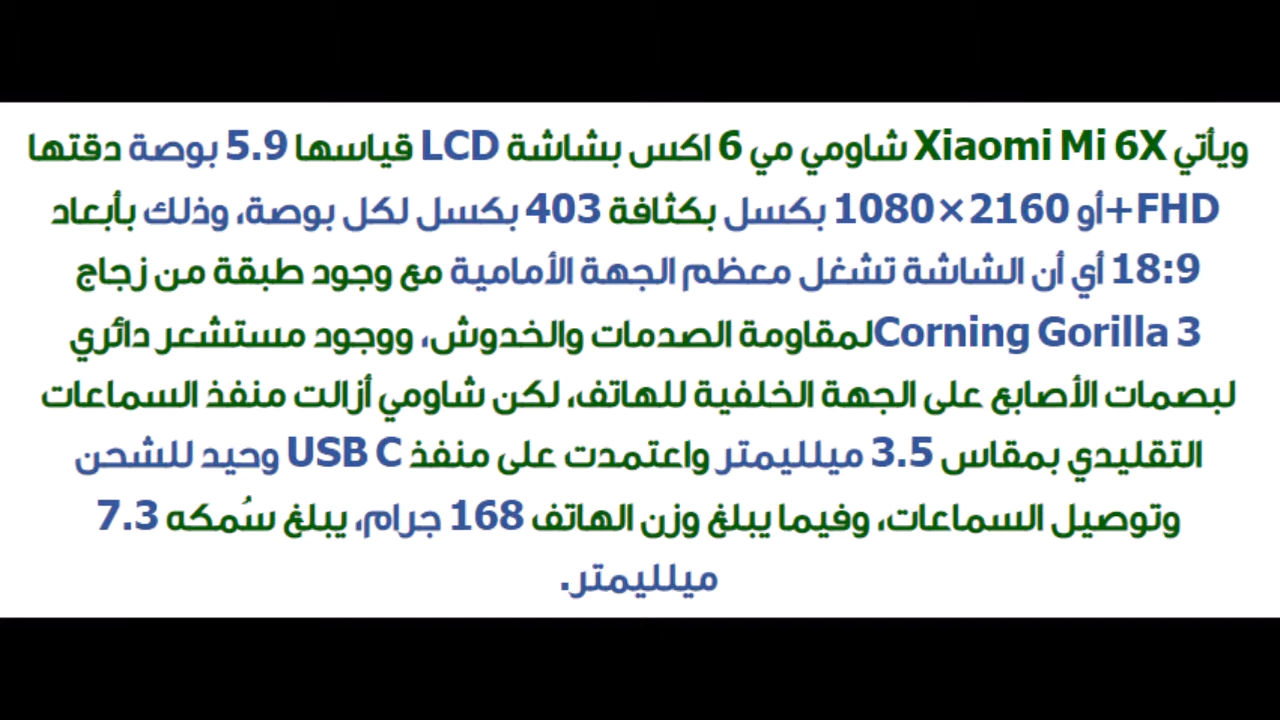 ويأتي Xiaomi Mi 6X شاومي مي 6 اكس بشاشة LCD قياسها 5.9 بوصة دقتها
FHD+أو 2160×1080 بكسل بكثافة 403 بكسل لكل بوصة، وذلك بأبعاد
18:9 أي أن الشاشة تشغل معظم الجهة الأمامية مع وجود طبقة من زجاج
Corning Gorilla 3لمقاومة الصدمات والخدوش، ووجود مستشعر دائري
لبصمات الأصابع على الجهة الخلفية للهاتف، لكن شاومي أزالت منفذ السماعات
التقليدي بمقاس 3.5 ميلليمتر واعتمدت على منفذ USB C وحيد للشحن
وتوصيل السماعات، وفيما يبلغ وزن الهاتف 168 جرام، يبلغ سُمكه 7.3
ميلليمتر.